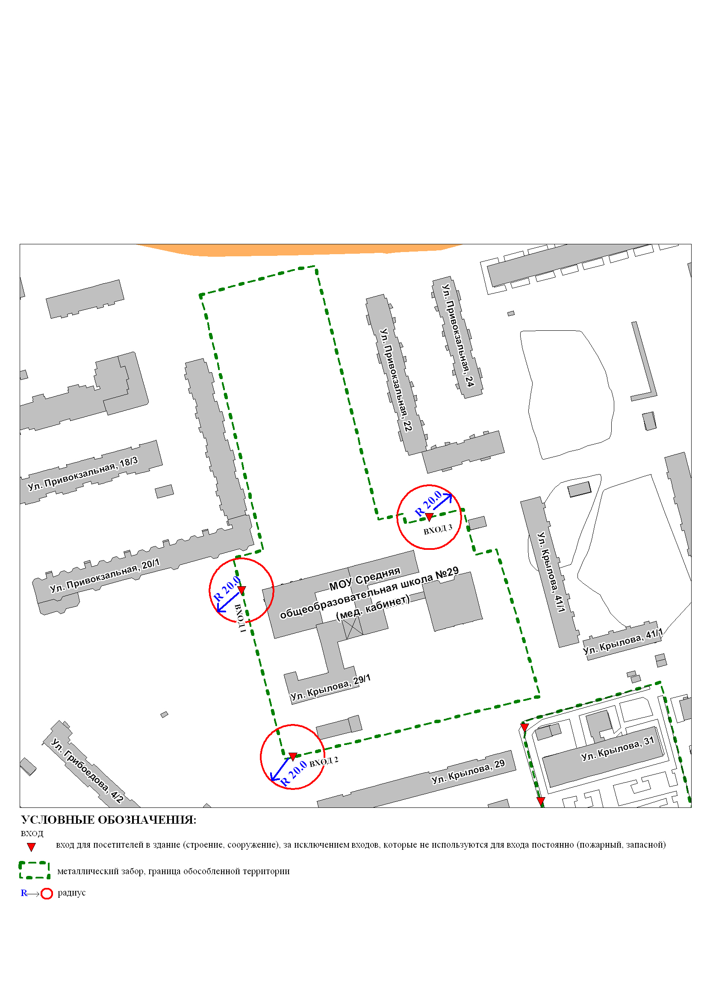 Ул. Привокзальная, 24
Ул. Привокзальная, 22
Ул. Привокзальная, 18/3
R 20.0
ВХОД 3
Ул. Привокзальная, 20/1
Ул. Крылова, 41/1
R 20.0
ВХОД 1
МОУ Средняя
общеобразовательная школа №29
(мед. кабинет)
Ул. Крылова, 41/1
Ул. Крылова, 29/1
Ул. Грибоедова, 4/2
R 20.0
ВХОД 2
Ул. Крылова, 29
Ул. Крылова, 31
УСЛОВНЫЕ ОБОЗНАЧЕНИЯ:
ВХОД
вход для посетителей в здание (строение, сооружение), за исключением входов, которые не используются для входа постоянно (пожарный, запасной)
металлический забор, граница обособленной территории
R радиус